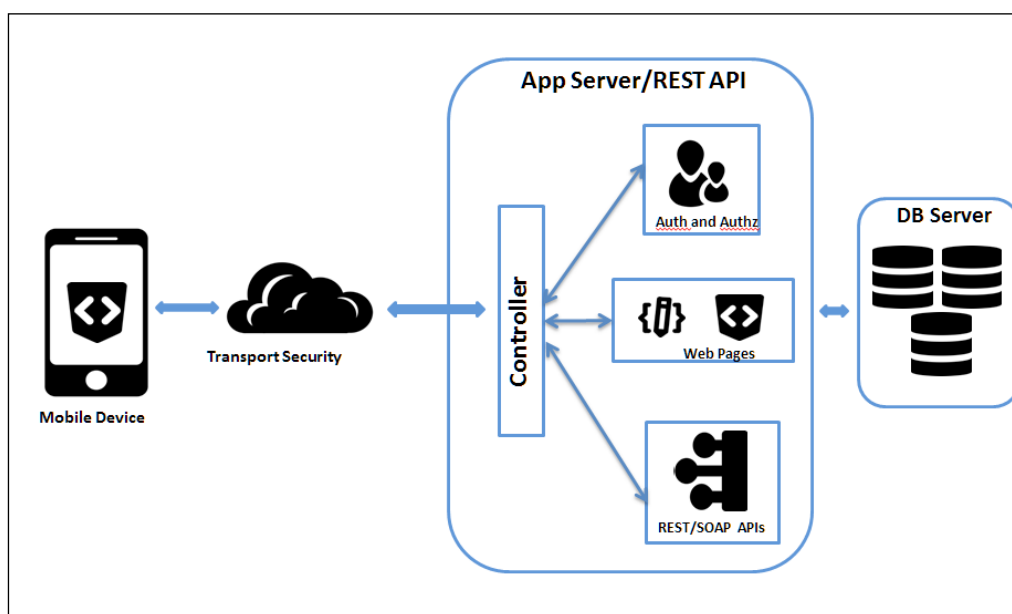 App Server/REST API
Auth and Authz
DB Server
Controller
Web Pages
Transport Security
Mobile Device
REST/SOAP APIs